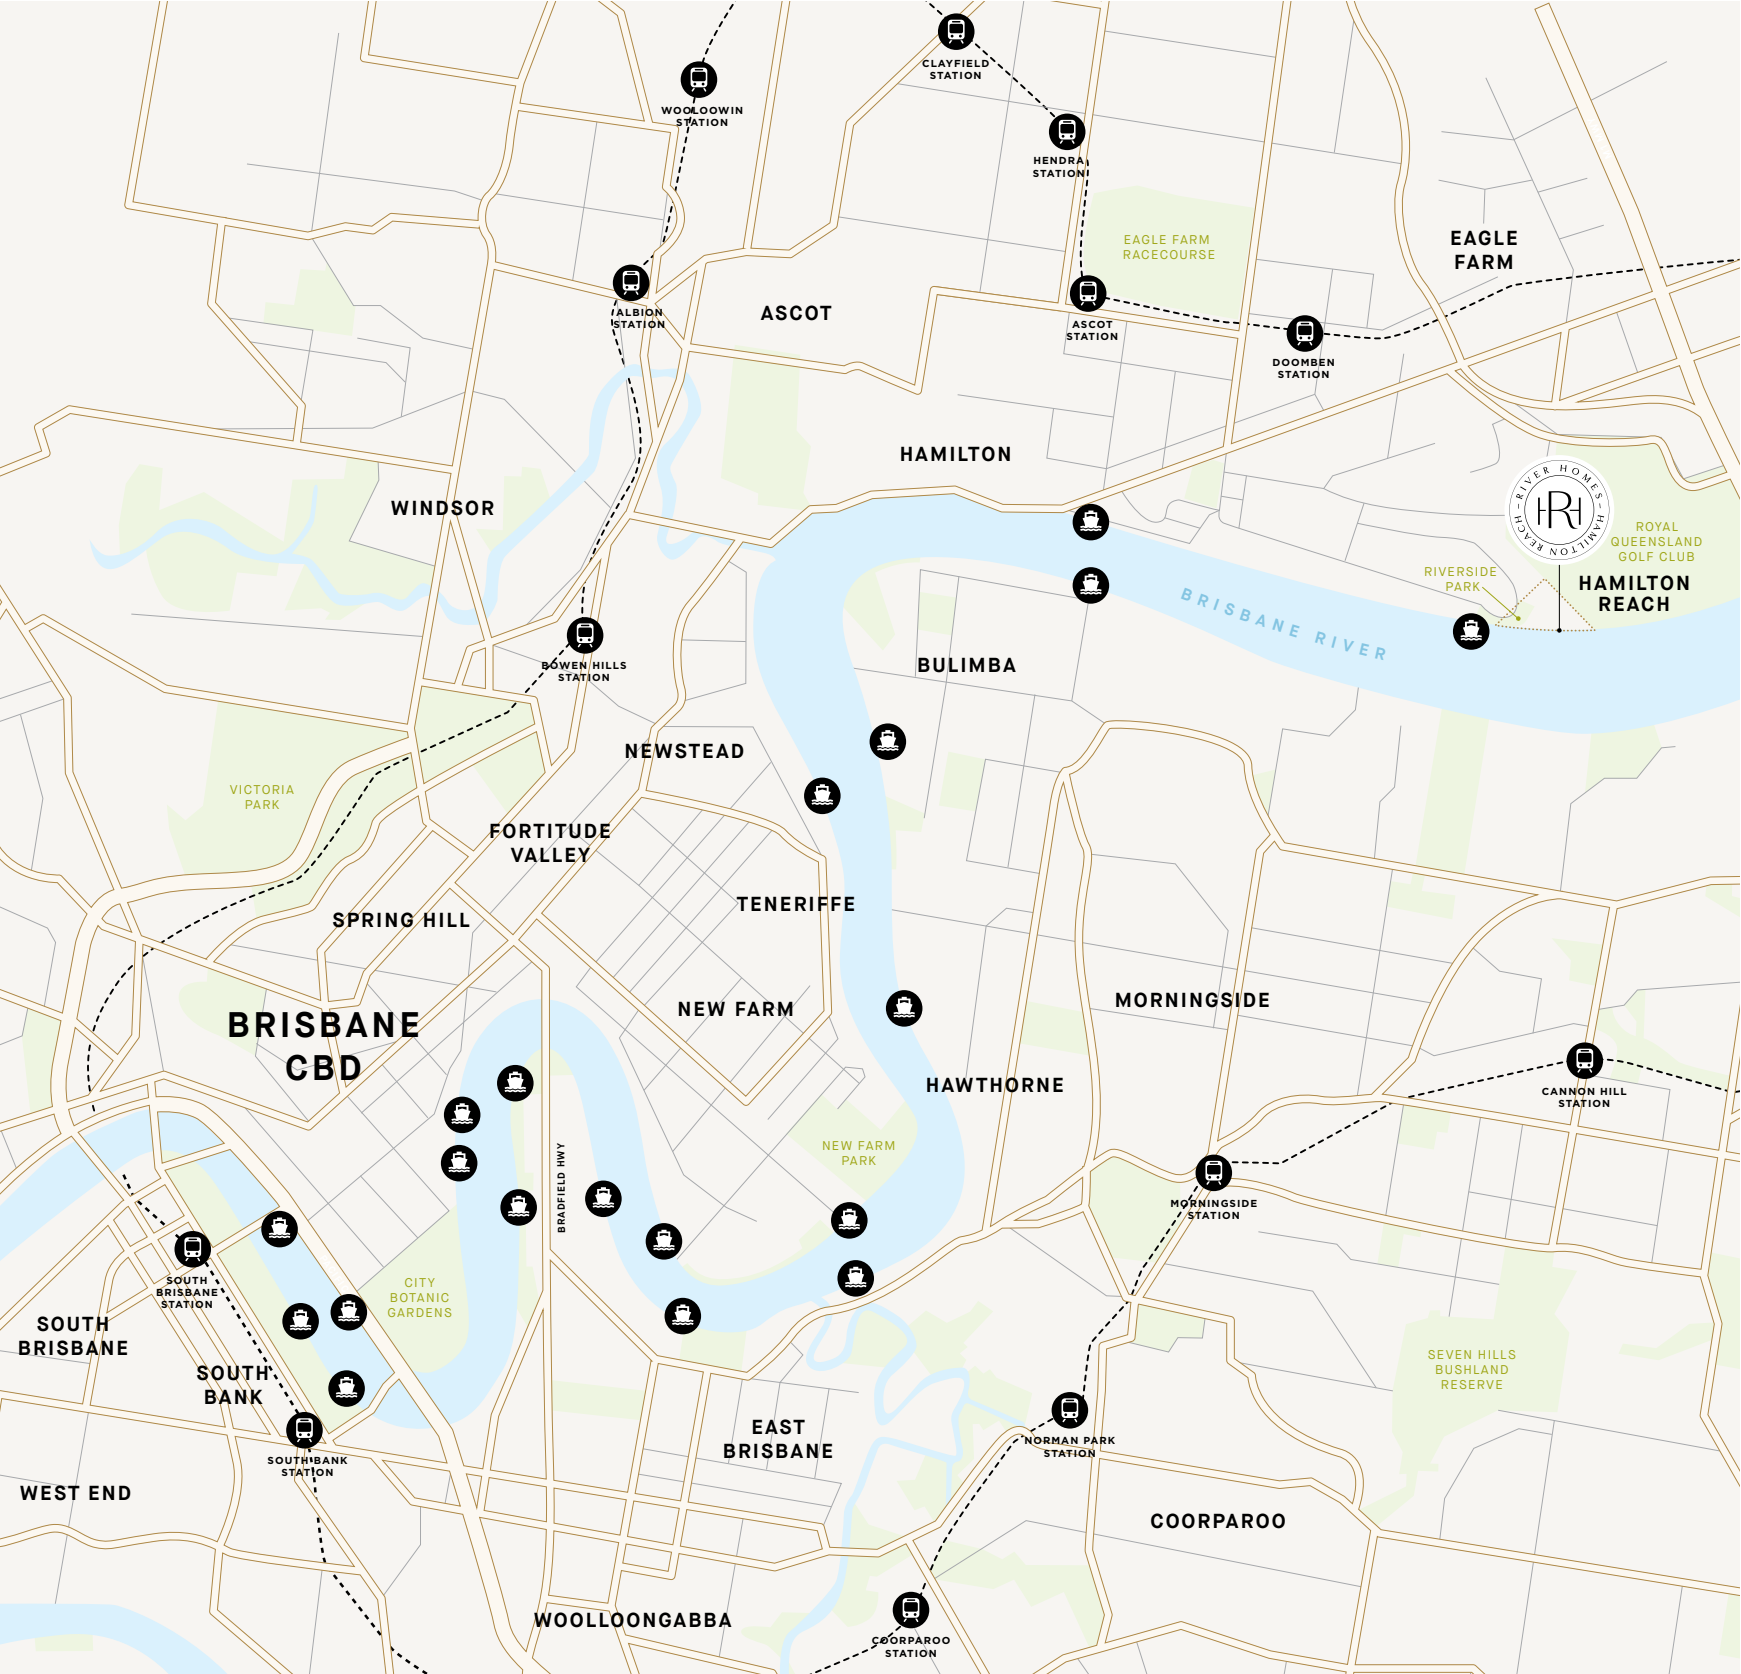 CLAYFIELD
STATION
WOOLOOWIN
STATION
HENDRA
STATION
EAGLE FARM
RACECOURSE
EAGLE
FARM
ALBION
STATION
ASCOT
ASCOT
STATION
DOOMBEN
STATION
HAMILTON
WINDSOR
RIVER HOMES - HAMILTON REACH -
HR
ROYAL
QUEENSLAND
GOLF CLUB
RIVERSIDE
PARK
HAMILTON
REACH
BRISBANE RIVER
BOWEN HILLS
STATION
BULIMBA
NEWSTEAD
VICTORIA
PARK
FORTITUDE
VALLEY
TENERIFFE
SPRING HILL
NEW FARM
MORNINGSIDE
BRISBANE
CBD
HAWTHORNE
CANNON HILL
STATION
BRADFIELD HWY
NEW FARM
PARK
MORNINGSIDE
STATION
SOUTH
BRISBANE
STATION
CITY
BOTANIC
GARDENS
SOUTH
BRISBANE
SOUTH
BANK
SEVEN HILLS
BUSHLAND
RESERVE
EAST
BRISBANE
NORMAN PARK
STATION
SOUTH BANK
STATION
WEST END
COORPAROO
WOOLLOONGABBA
COORPAROO
STATION